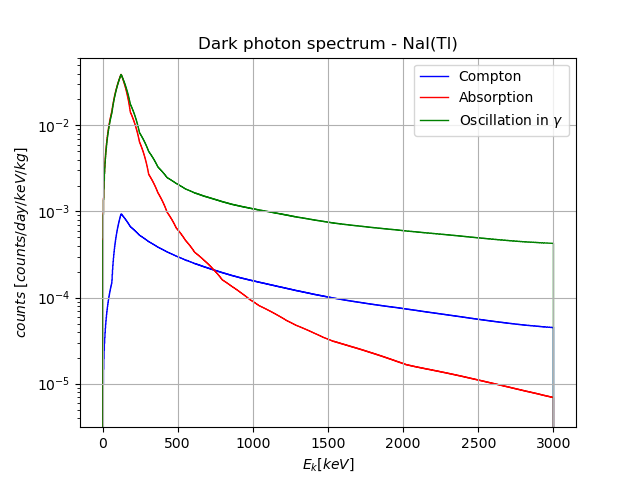 Dark photon spectrum - NaI(Tl)
Compton
Absorption
Oscillation in γ
counts [counts/day/keV/kg]
10⁻²
10⁻³
10⁻⁴
10⁻⁵
0 500 1000 1500 2000 2500 3000
Eₖ[keV]